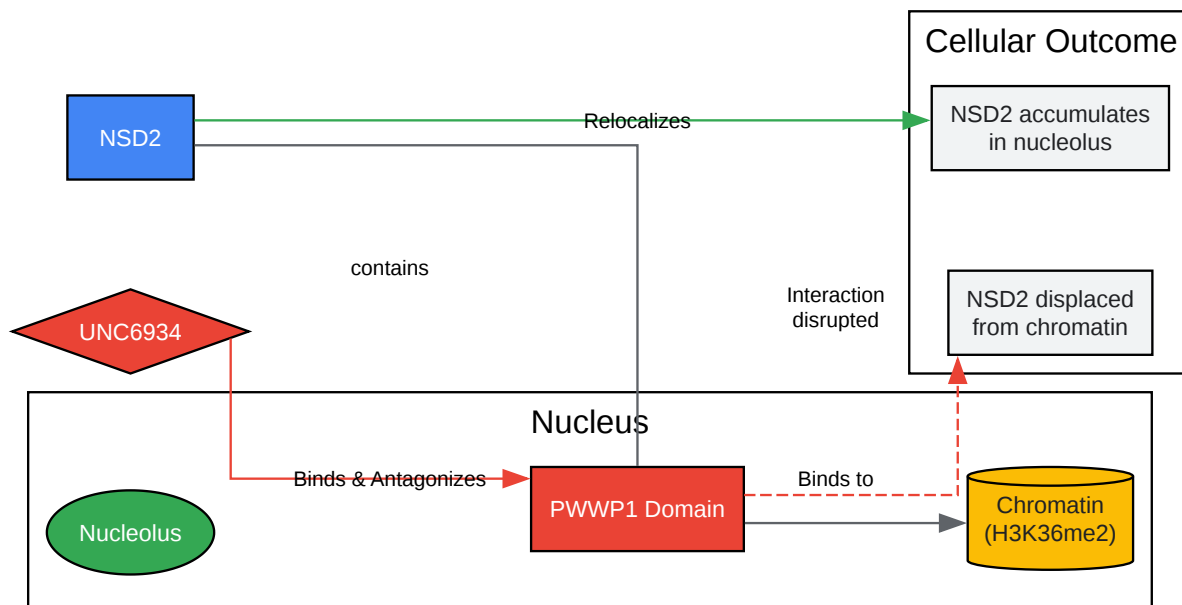 Cellular Outcome
NSD2
Relocalizes
NSD2 accumulates
in nucleolus
contains
Interaction
disrupted
NSD2 displaced
from chromatin
UNC6934
Nucleus
Binds & Antagonizes
PWWP1 Domain
Binds to
Chromatin
(H3K36me2)
Nucleolus